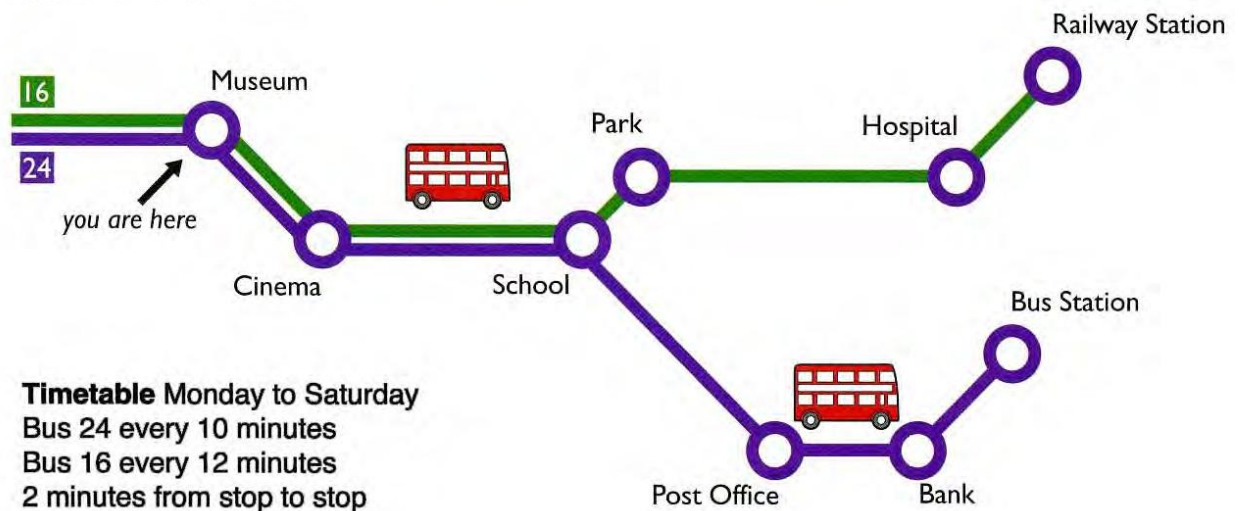 Railway Station
16
Museum
Park
Hospital
24
you are here
Cinema
School
Bus Station
Timetable Monday to Saturday
Bus 24 every 10 minutes
Bus 16 every 12 minutes
2 minutes from stop to stop
Post Office
Bank